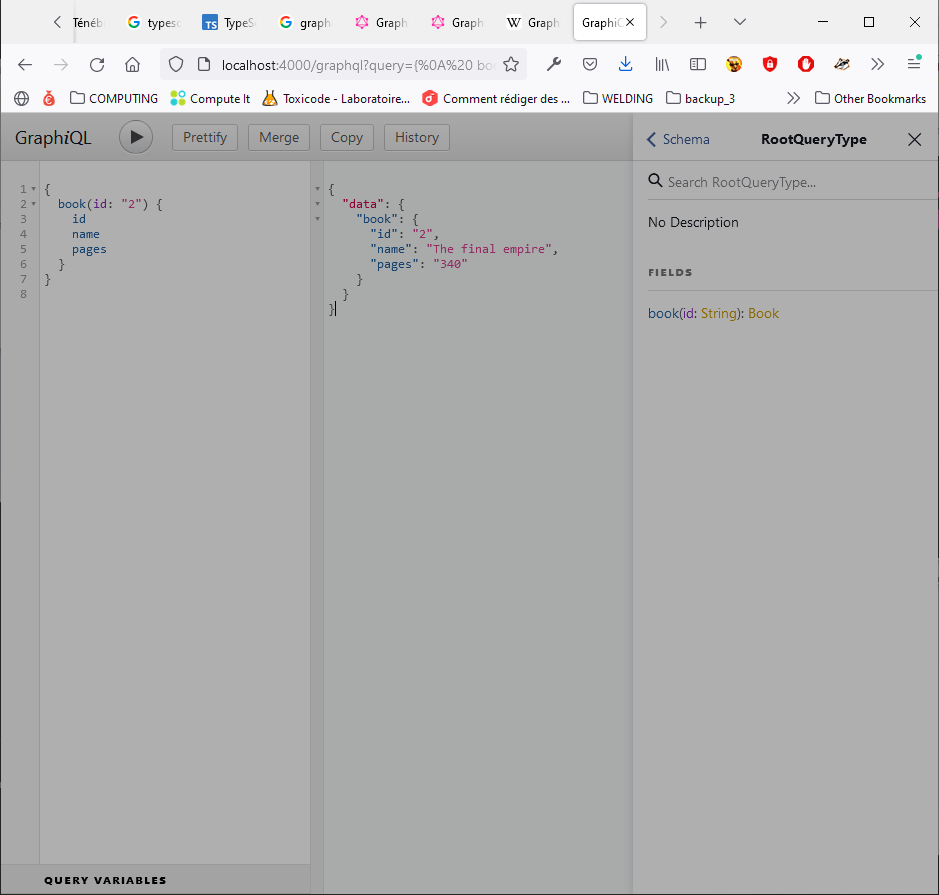 Ténéb
typesc
TypeSc
graph
Graph
Graph
Graph
GraphiC
localhost:4000/graphql?query={%0A%20 bo
COMPUTING
Compute It
Toxicode - Laboratoire...
Comment rédiger des ...
WELDING
backup_3
Other Bookmarks
GraphiQL
Prettify
Merge
Copy
History
Schema
RootQueryType
1 {
2 book(id: "2") {
3 id
4 name
5 pages
6 }
7 }
8
{
"data": {
"book": {
"id": "2",
"name": "The final empire",
"pages": "340"
}
}
}
Search RootQueryType...
No Description
FIELDS
book(id: String): Book
QUERY VARIABLES